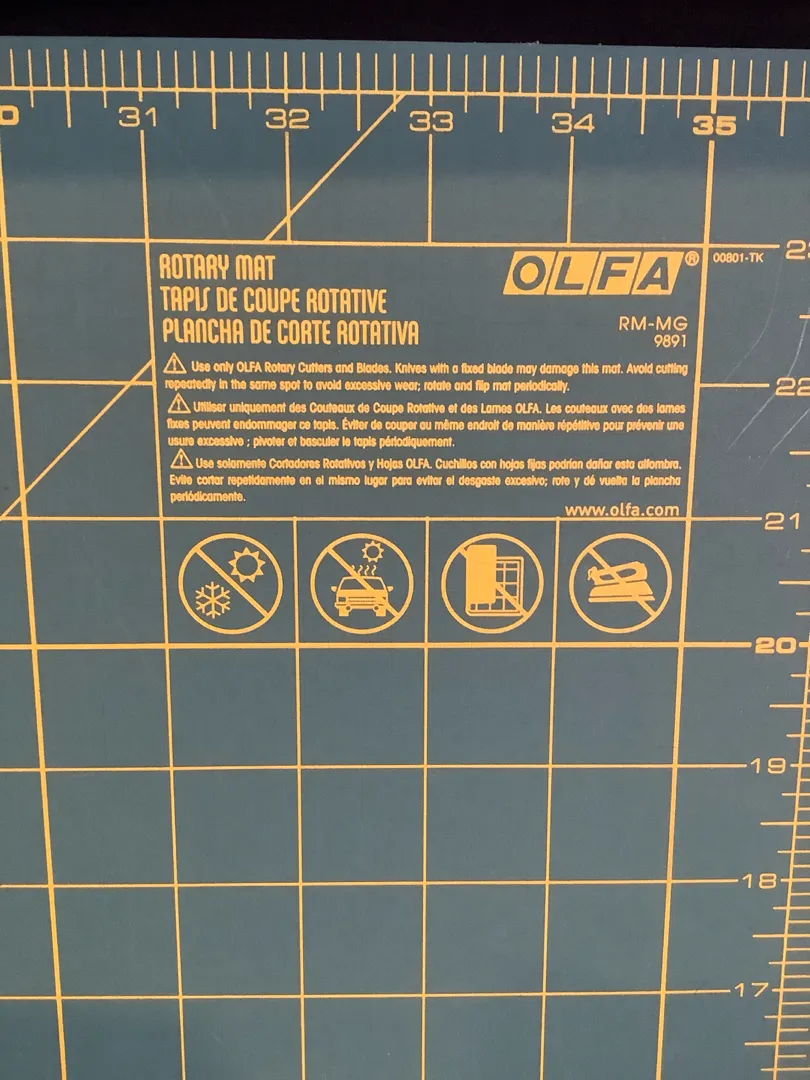 31 32 33 34 35
ROTARY MAT
TAPIS DE COUPE ROTATIVE
PLANCHA DE CORTE ROTATIVA
OLFA® 00801-TK
RM-MG
9891
Use only OLFA Rotary Cutters and Blades. Knives with a fixed blade may damage this mat. Avoid cutting
repeatedly in the same spot to avoid excessive wear; rotate and flip mat periodically.
Utiliser uniquement des Couteaux de Coupe Rotative et des Lames OLFA. Les couteaux avec des lames
fixes peuvent endommager ce tapis. Éviter de couper au même endroit de manière répétitive pour prévenir une
usure excessive ; pivoter et basculer le tapis périodiquement.
Use solamente Cortadores Rotativos y Hojas OLFA. Cuchillos con hojas fijas podrían dañar esta alfombra.
Evite cortar repetidamente en el mismo lugar para evitar el desgaste excesivo; rote y dé vuelta la plancha
periódicamente.
www.olfa.com
22
21
20
19
18
17